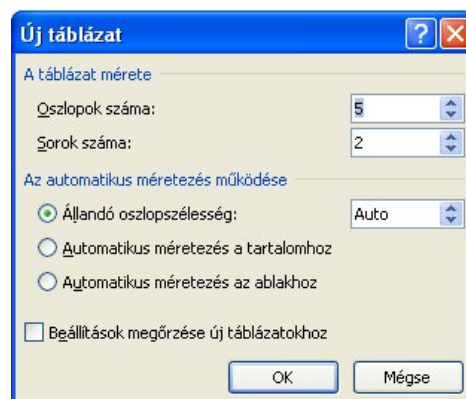 Új táblázat
A táblázat mérete
Oszlopok száma: 5
Sorok száma: 2
Az automatikus méretezés működése
Állandó oszlopszélesség: Auto
Automatikus méretezés a tartalomhoz
Automatikus méretezés az ablakhoz
Beállítások megőrzése új táblázatokhoz
OK Mégse